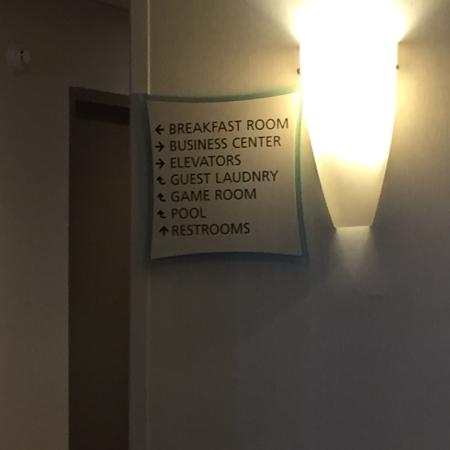 ← BREAKFAST ROOM
→ BUSINESS CENTER
→ ELEVATORS
⮤ GUEST LAUDNRY
⮤ GAME ROOM
⮤ POOL
↑ RESTROOMS